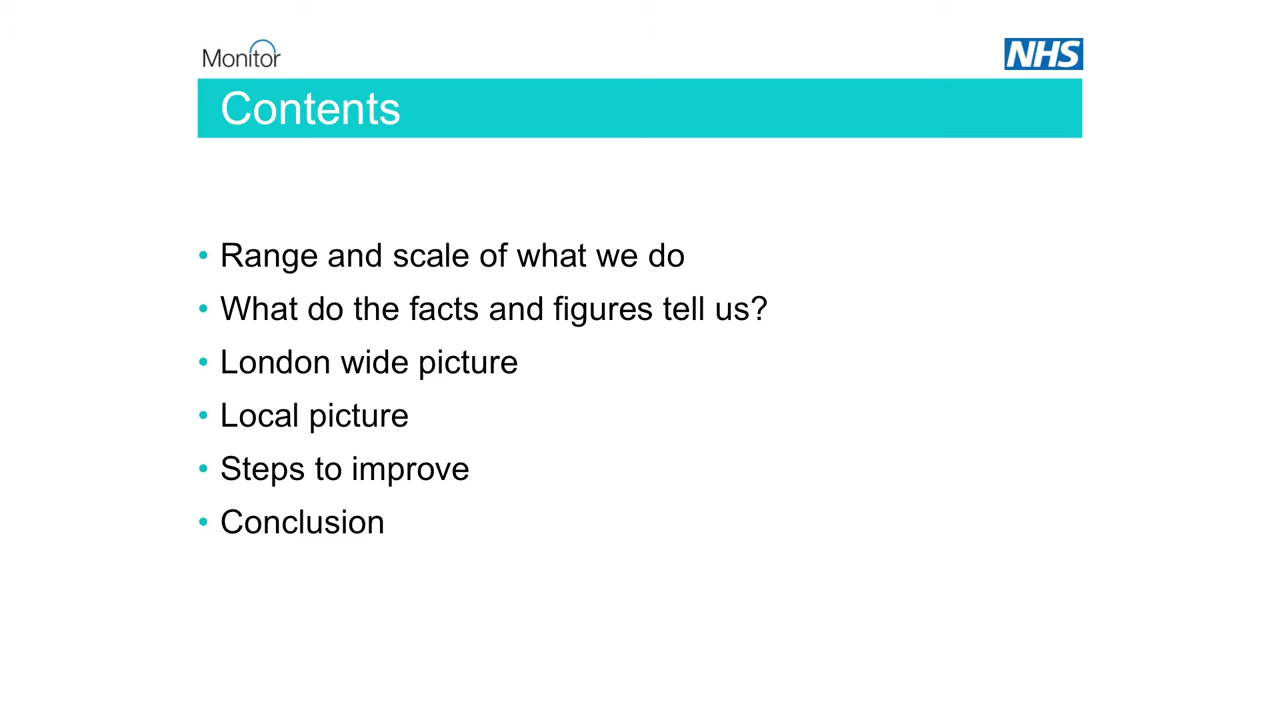 Monitor
NHS
Contents
• Range and scale of what we do
• What do the facts and figures tell us?
• London wide picture
• Local picture
• Steps to improve
• Conclusion